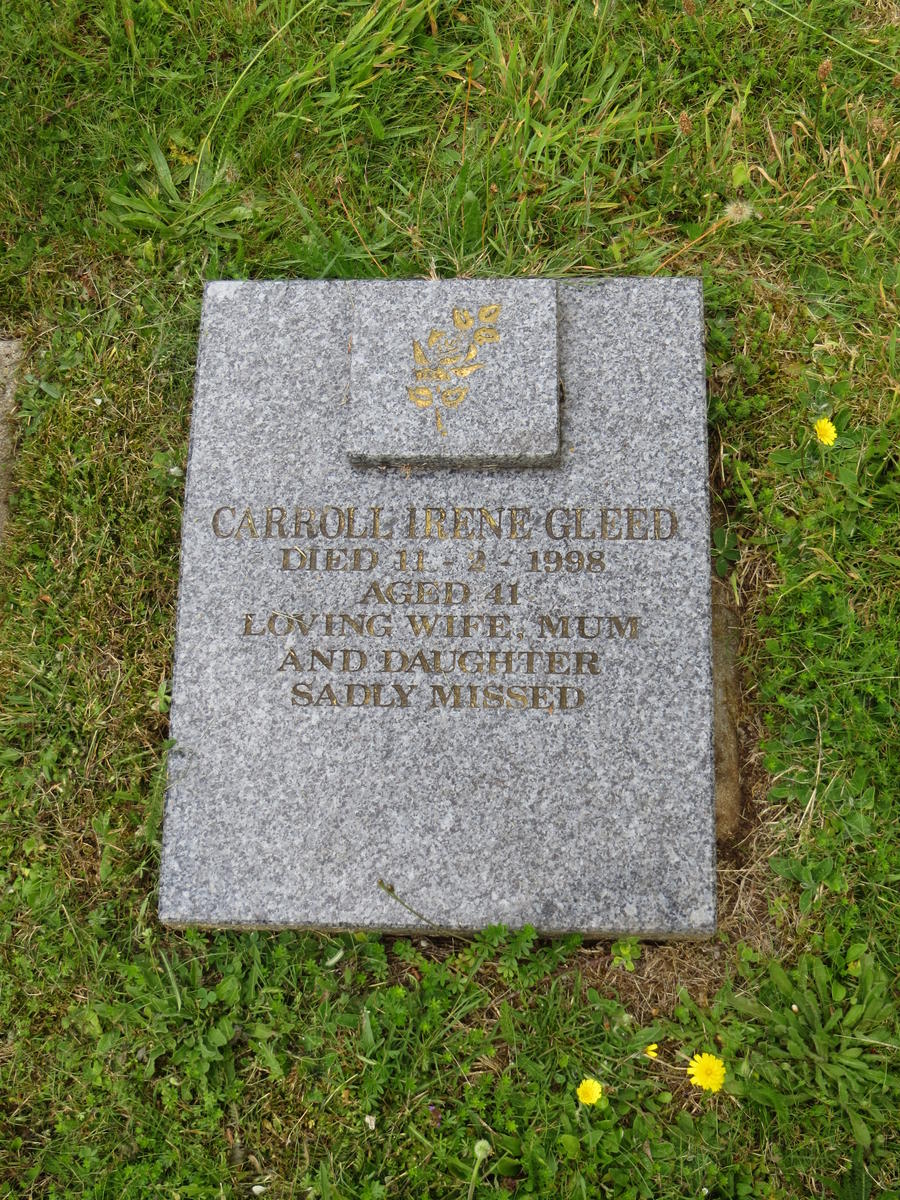 CARROLL IRENE GLEED
DIED 11 - 2 - 1998
AGED 41
LOVING WIFE, MUM
AND DAUGHTER
SADLY MISSED